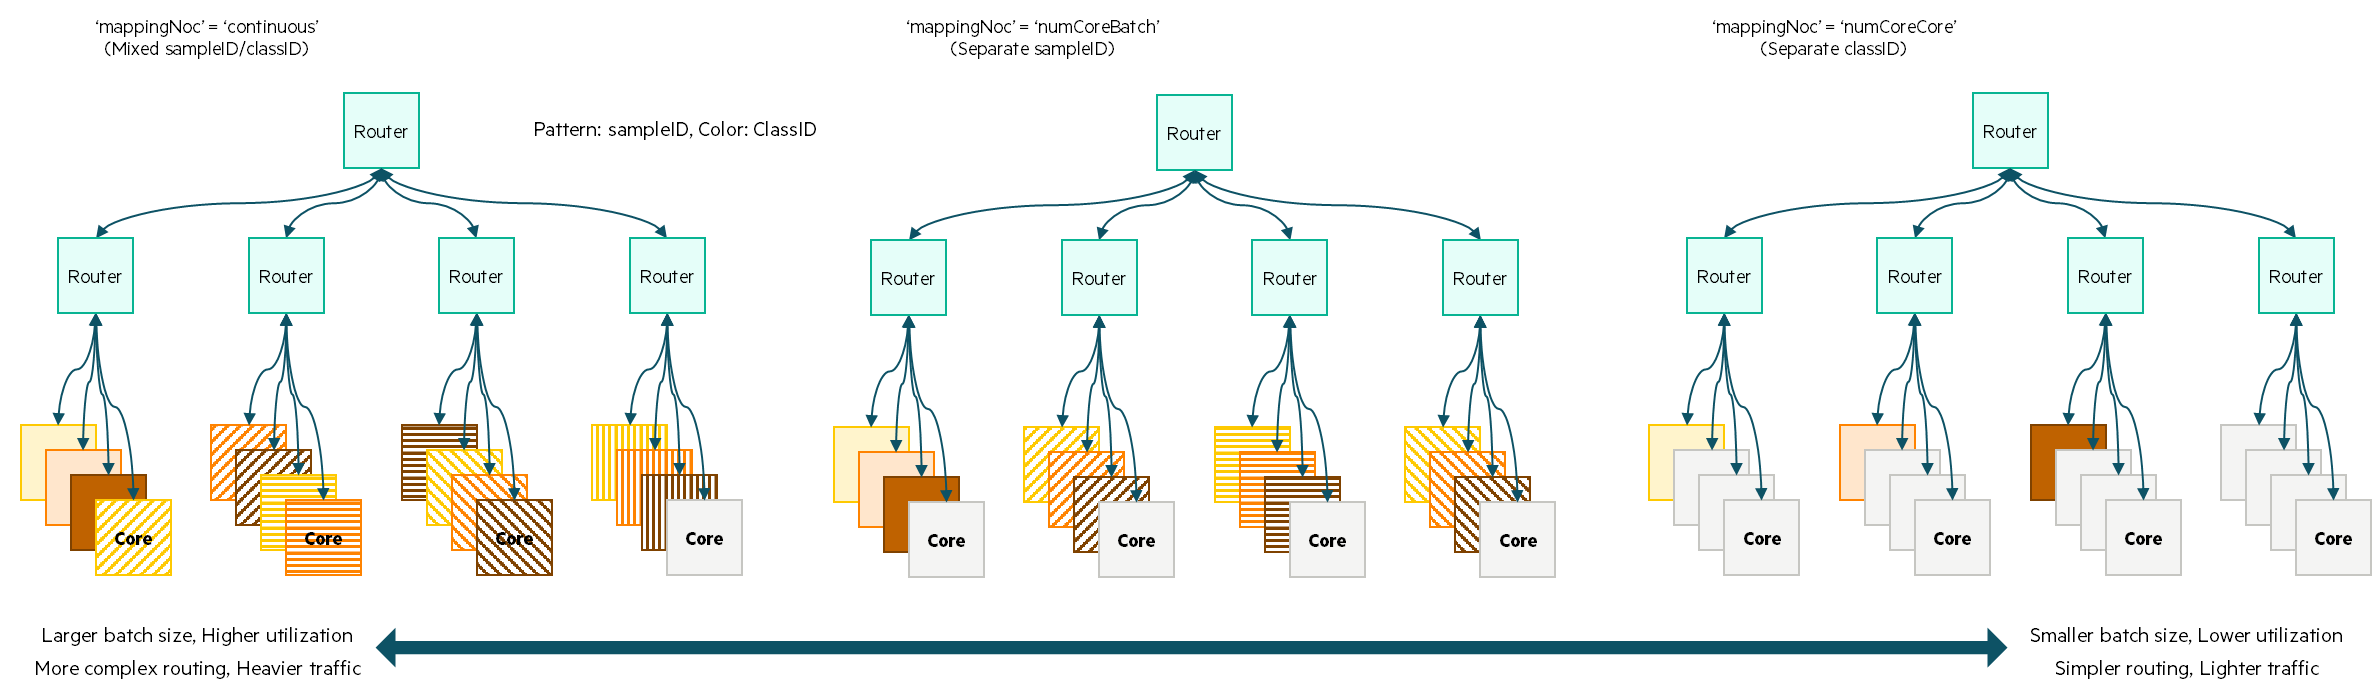 ‘mappingNoc’ = ‘continuous’
(Mixed sampleID/classID)
‘mappingNoc’ = ‘numCoreBatch’
(Separate sampleID)
‘mappingNoc’ = ‘numCoreCore’
(Separate classID)
Router
Pattern: sampleID, Color: ClassID
Router
Router
Router
Router
Router
Router
Router
Router
Router
Router
Router
Router
Router
Router
Core
Core
Core
Core
Core
Core
Core
Core
Core
Core
Core
Core
Larger batch size, Higher utilization
More complex routing, Heavier traffic
Smaller batch size, Lower utilization
Simpler routing, Lighter traffic